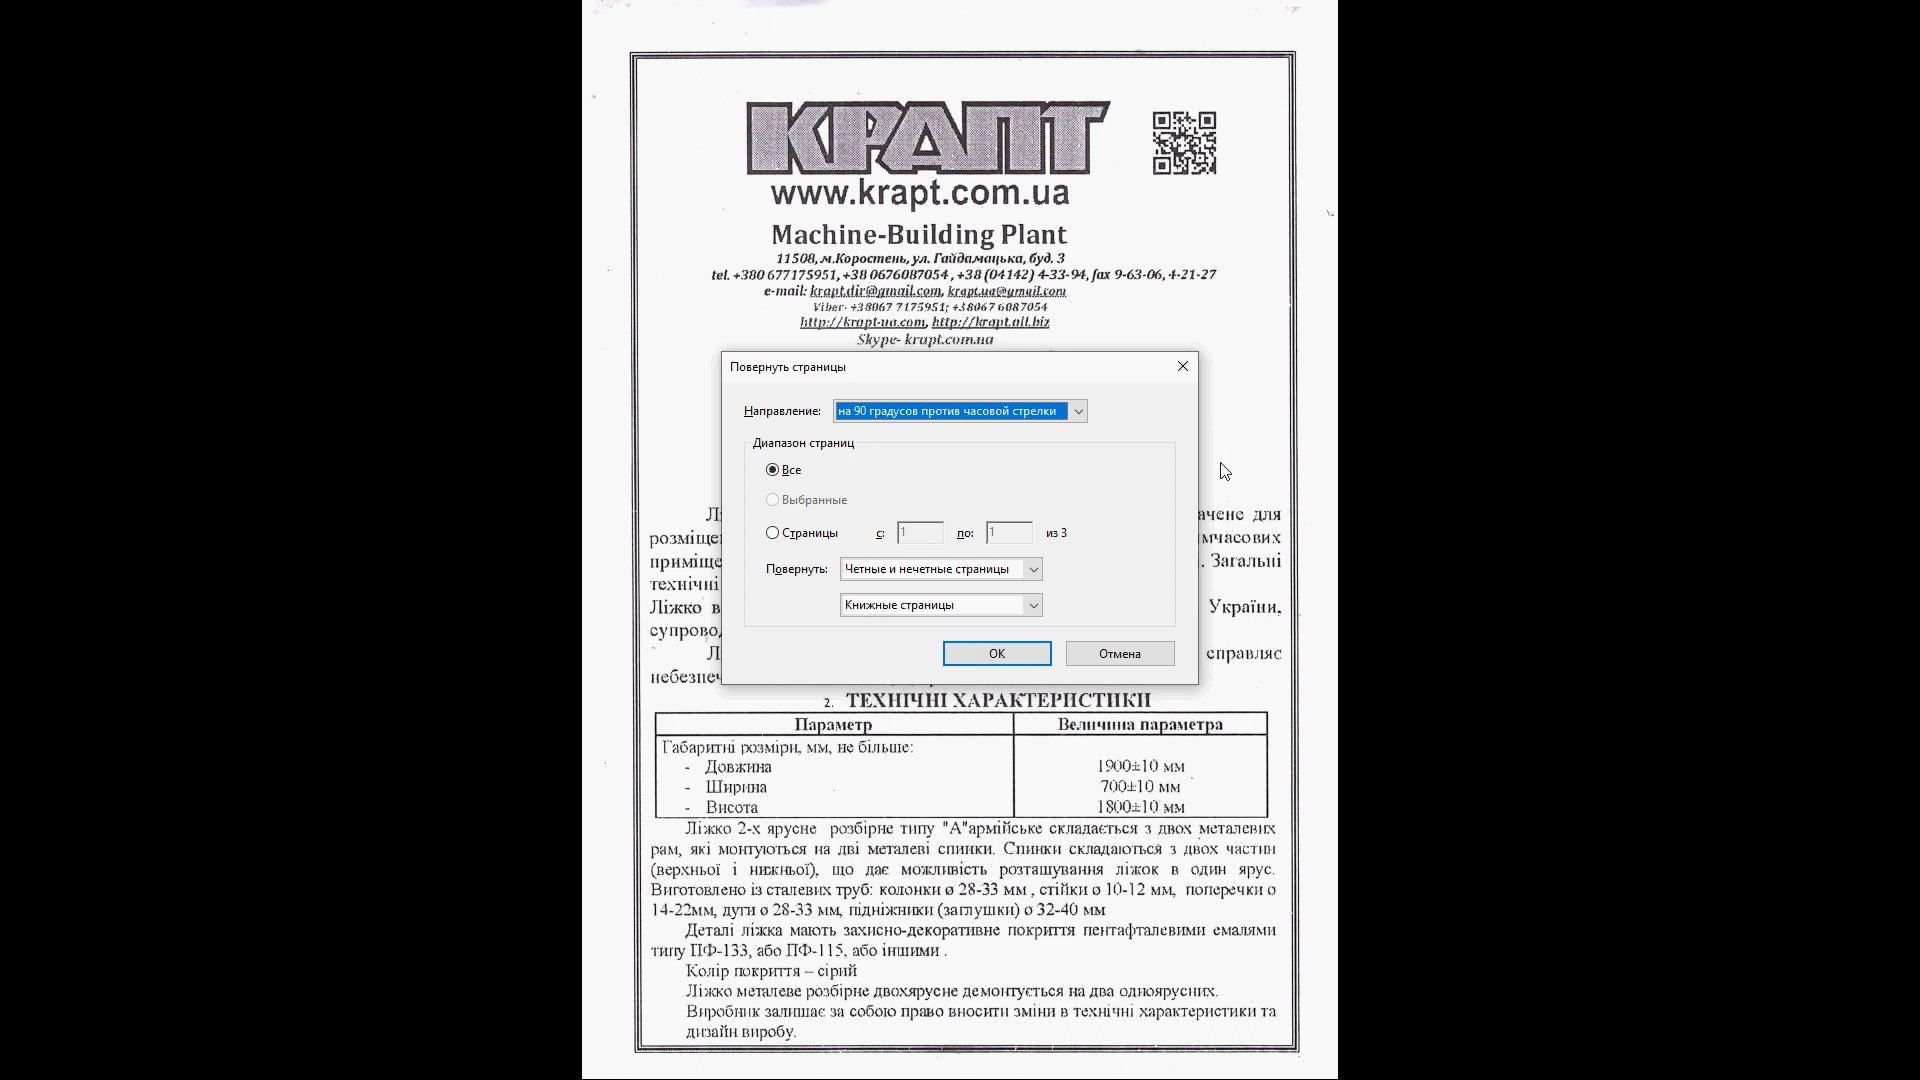 КРАПТ
www.krapt.com.ua
Machine-Building Plant
11508, м.Коростень, ул. Гайдамацька, буд. 3
tel. +380 677175951, +38 0676087054 , +38 (04142) 4-33-94, fax 9-63-06, 4-21-27
e-mail: krapt.dir@gmail.com, krapt.ua@gmail.com
Viber- +38067 7175951; +38067 6087054
http://krapt-ua.com, http://krapt.all.biz
Skype- krapt.com.ua
Повернуть страницы
Направление: на 90 градусов против часовой стрелки
Диапазон страниц
Все
Выбранные
Страницы с: 1 по: 1 из 3
Повернуть: Четные и нечетные страницы
Книжные страницы
OK Отмена
для
розміще
мчасових
приміще . Загальні
технічні
Ліжко в України,
супровод
справляє
небезпеч
2. ТЕХНІЧНІ ХАРАКТЕРИСТИКИ
Параметр Величина параметра
Габаритні розміри, мм, не більше:
- Довжина 1900±10 мм
- Ширина 700±10 мм
- Висота 1800±10 мм
Ліжко 2-х ярусне розбірне типу "А"армійське складається з двох металевих
рам, які монтуються на дві металеві спинки. Спинки складаються з двох частин
(верхньої і нижньої), що дає можливість розташування ліжок в один ярус.
Виготовлено із сталевих труб: колонки ø 28-33 мм , стійки ø 10-12 мм, поперечки ø
14-22мм, дуги ø 28-33 мм, підніжники (заглушки) ø 32-40 мм
Деталі ліжка мають захисно-декоративне покриття пентафталевими емалями
типу ПФ-133, або ПФ-115, або іншими .
Колір покриття – сірий
Ліжко металеве розбірне двохярусне демонтується на два одноярусних.
Виробник залишає за собою право вносити зміни в технічні характеристики та
дизайн виробу.